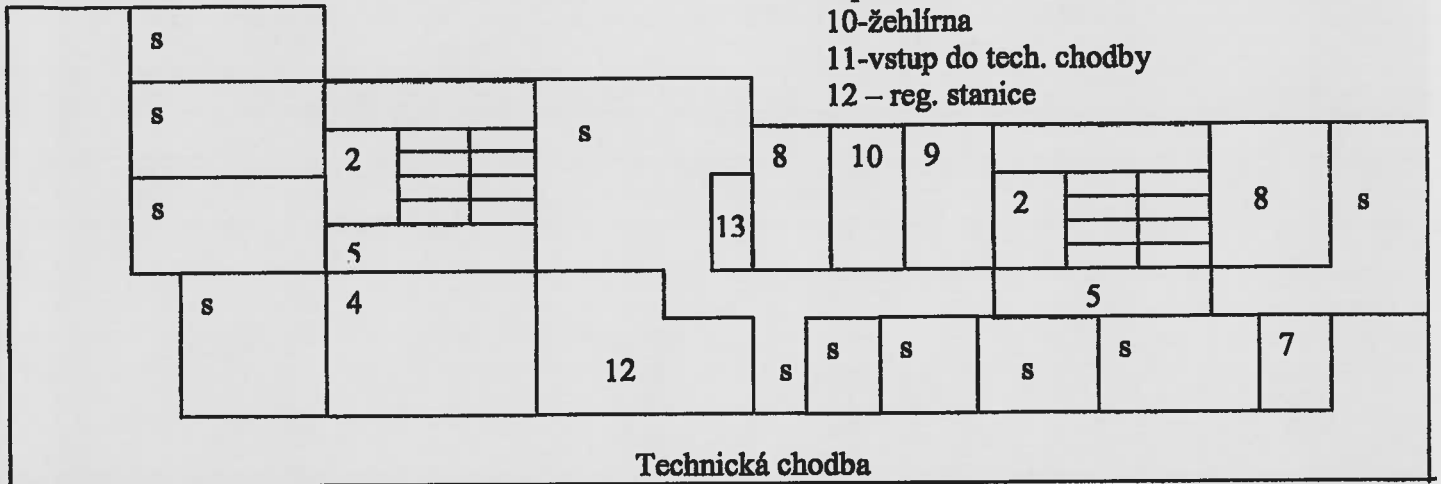 10-žehlírna
s
11-vstup do tech. chodby
12 – reg. stanice
s
s
2
8
10
9
2
8
s
s
13
5
s
4
5
12
s
s
s
s
s
7
Technická chodba